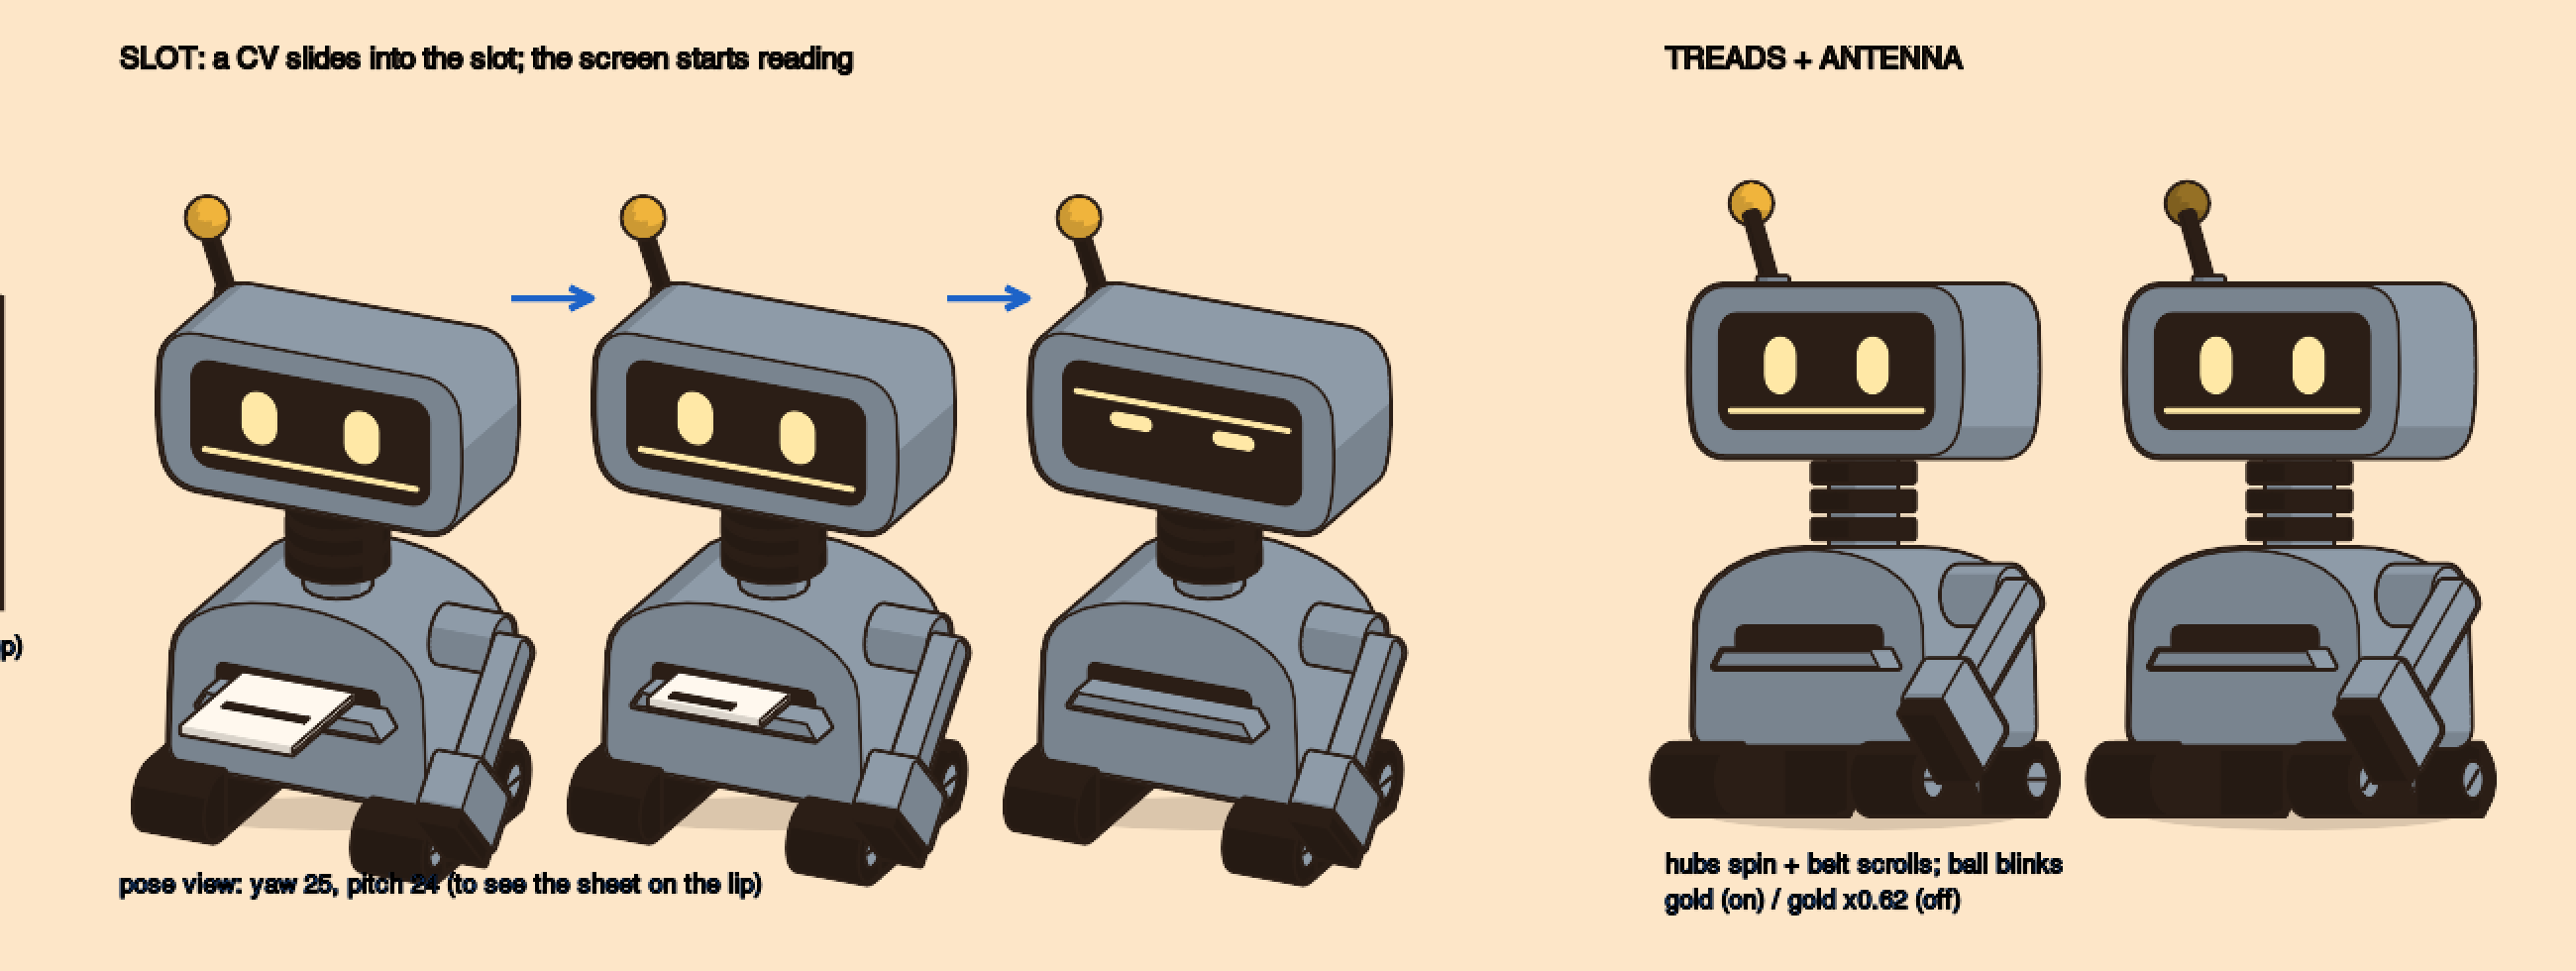 SLOT: a CV slides into the slot; the screen starts reading
TREADS + ANTENNA
p)
pose view: yaw 25, pitch 24 (to see the sheet on the lip)
hubs spin + belt scrolls; ball blinks
gold (on) / gold x0.62 (off)